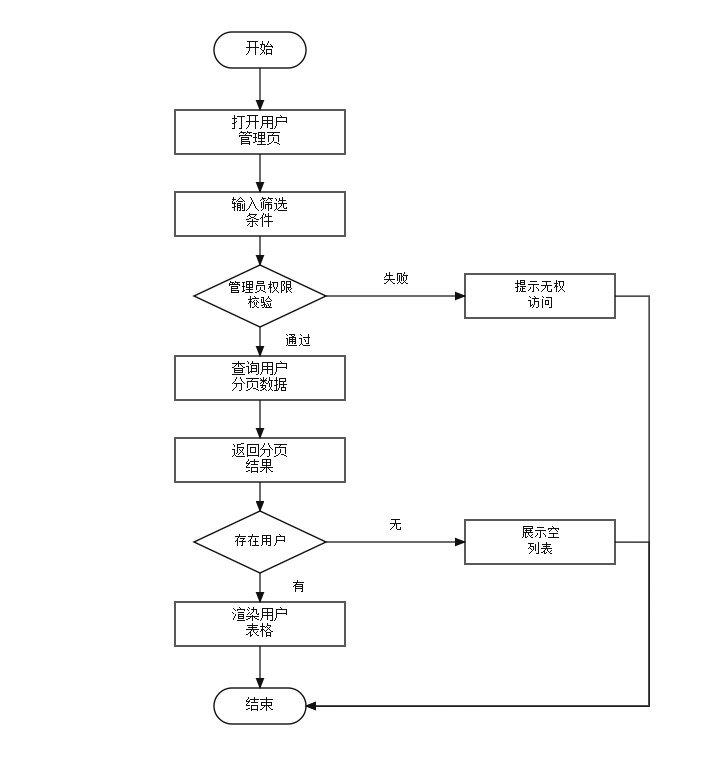 开始
打开用户
管理页
输入筛选
条件
管理员权限
校验
失败
提示无权
访问
通过
查询用户
分页数据
返回分页
结果
存在用户
无
展示空
列表
有
渲染用户
表格
结束